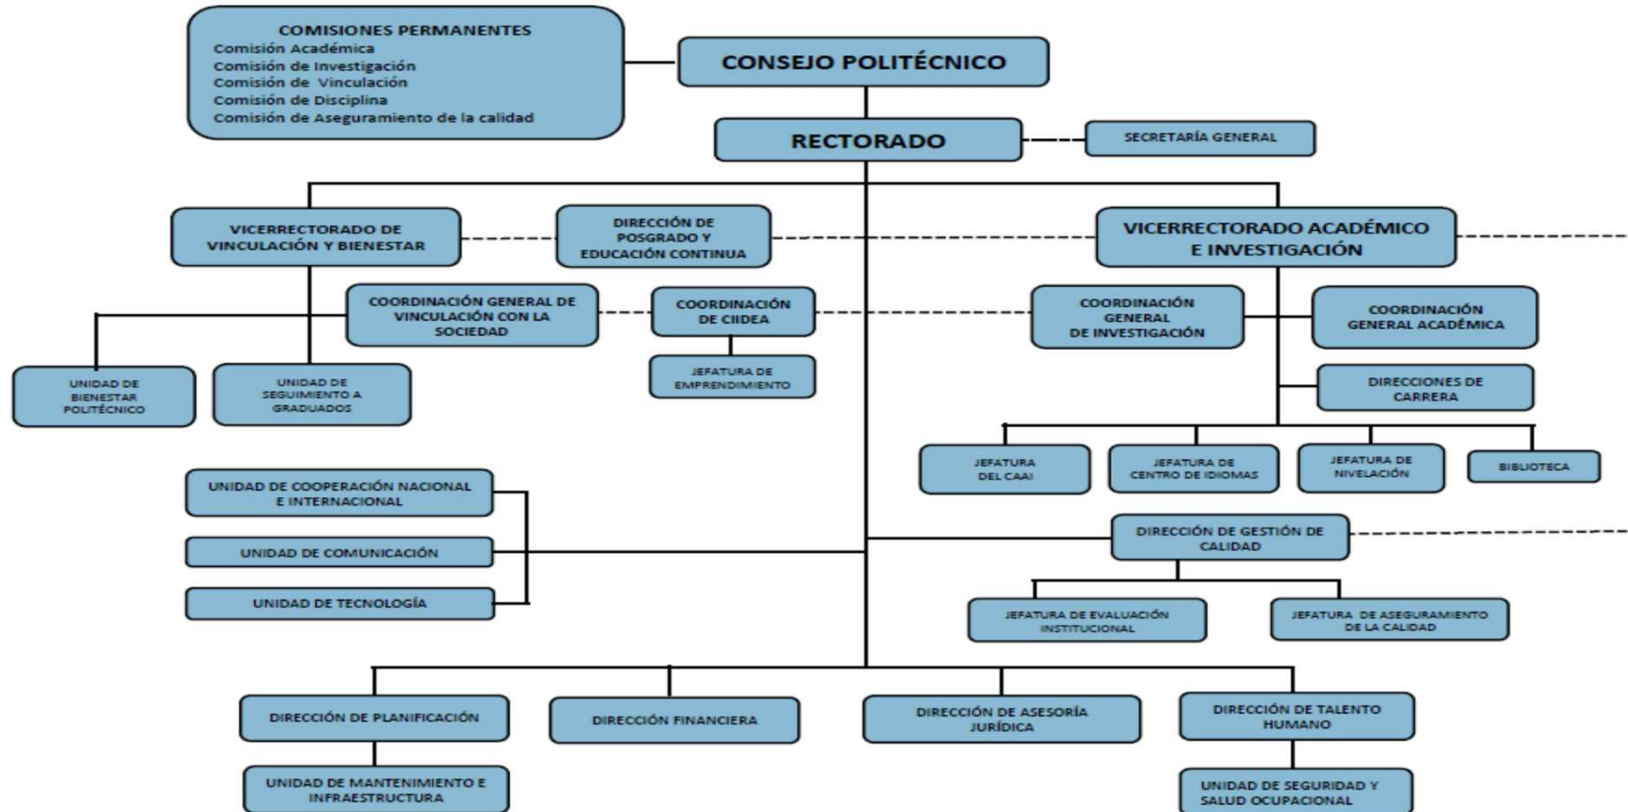 COMISIONES PERMANENTES
Comisión Académica
Comisión de Investigación
Comisión de Vinculación
Comisión de Disciplina
Comisión de Aseguramiento de la calidad
CONSEJO POLITÉCNICO
RECTORADO
SECRETARÍA GENERAL
VICERRECTORADO DE
VINCULACIÓN Y BIENESTAR
DIRECCIÓN DE
POSGRADO Y
EDUCACIÓN CONTINUA
VICERRECTORADO ACADÉMICO
E INVESTIGACIÓN
COORDINACIÓN GENERAL DE
VINCULACIÓN CON LA
SOCIEDAD
COORDINACIÓN
DE CIIDEA
COORDINACIÓN
GENERAL
DE INVESTIGACIÓN
COORDINACIÓN
GENERAL ACADÉMICA
UNIDAD DE
BIENESTAR
POLITÉCNICO
UNIDAD DE
SEGUIMIENTO A
GRADUADOS
JEFATURA DE
EMPRENDIMIENTO
DIRECCIONES DE
CARRERA
JEFATURA
DEL CAAI
JEFATURA DE
CENTRO DE IDIOMAS
JEFATURA DE
NIVELACIÓN
BIBLIOTECA
UNIDAD DE COOPERACIÓN NACIONAL
E INTERNACIONAL
UNIDAD DE COMUNICACIÓN
UNIDAD DE TECNOLOGÍA
DIRECCIÓN DE GESTIÓN DE
CALIDAD
JEFATURA DE EVALUACIÓN
INSTITUCIONAL
JEFATURA DE ASEGURAMIENTO
DE LA CALIDAD
DIRECCIÓN DE PLANIFICACIÓN
DIRECCIÓN FINANCIERA
DIRECCIÓN DE ASESORÍA
JURÍDICA
DIRECCIÓN DE TALENTO
HUMANO
UNIDAD DE MANTENIMIENTO E
INFRAESTRUCTURA
UNIDAD DE SEGURIDAD Y
SALUD OCUPACIONAL